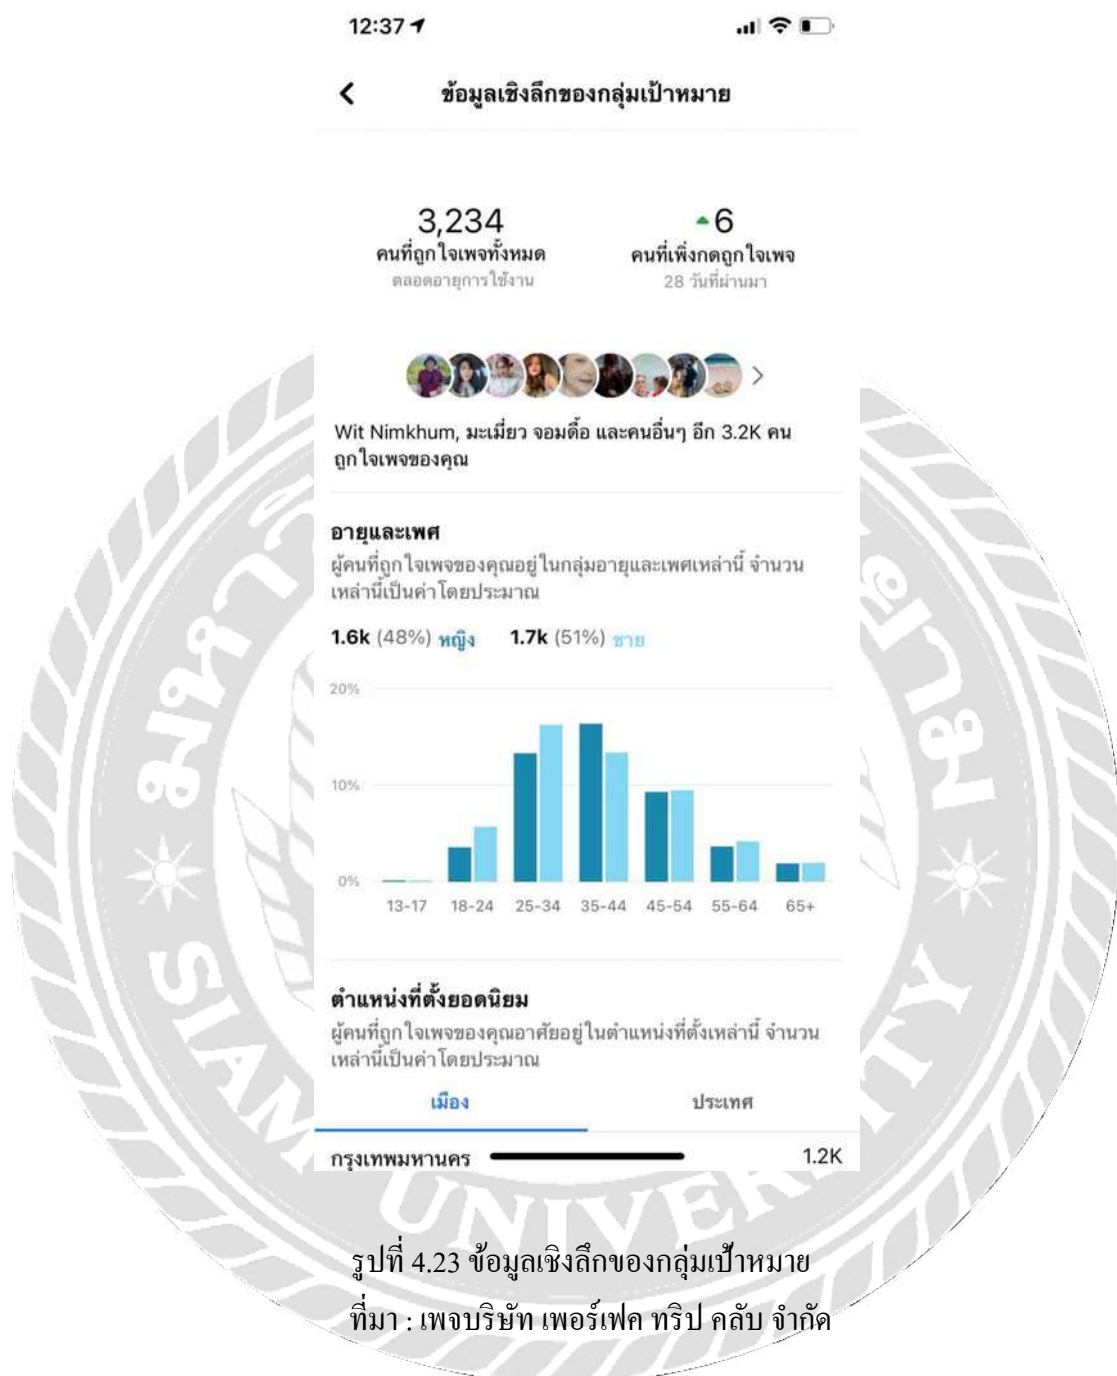 12:37
ข้อมูลเชิงลึกของกลุ่มเป้าหมาย
3,234
คนที่ถูกใจเพจทั้งหมด
ตลอดอายุการใช้งาน
6
คนที่เพิ่งกดถูกใจเพจ
28 วันที่ผ่านมา
Wit Nimkhum, มะเมี่ยว จอมดื้อ และคนอื่นๆ อีก 3.2K คน
ถูกใจเพจของคุณ
อายุและเพศ
ผู้คนที่ถูกใจเพจของคุณอยู่ในกลุ่มอายุและเพศเหล่านี้ จำนวน
เหล่านี้เป็นค่าโดยประมาณ
1.6k (48%) หญิง 1.7k (51%) ชาย
20%
10%
0%
13-17 18-24 25-34 35-44 45-54 55-64 65+
ตำแหน่งที่ตั้งยอดนิยม
ผู้คนที่ถูกใจเพจของคุณอาศัยอยู่ในตำแหน่งที่ตั้งเหล่านี้ จำนวน
เหล่านี้เป็นค่าโดยประมาณ
เมือง ประเทศ
กรุงเทพมหานคร 1.2K
SIAM UNIVERSITY
รูปที่ 4.23 ข้อมูลเชิงลึกของกลุ่มเป้าหมาย
ที่มา : เพจบริษัท เพอร์เฟค ทริป คลับ จำกัด